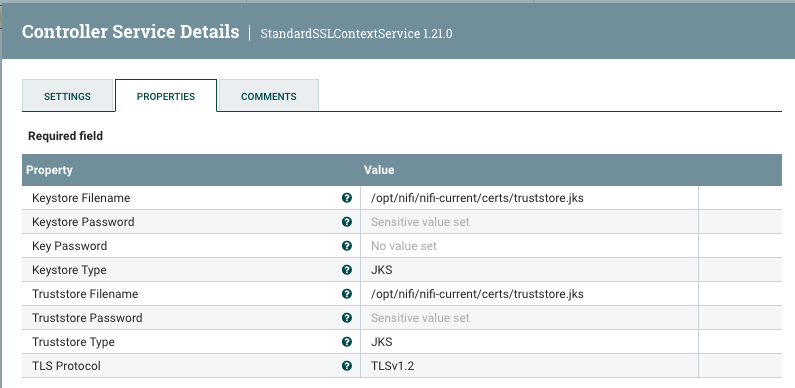 Controller Service Details | StandardSSLContextService 1.21.0
SETTINGS PROPERTIES COMMENTS
Required field
Property Value
Keystore Filename ? /opt/nifi/nifi-current/certs/truststore.jks
Keystore Password ? Sensitive value set
Key Password ? No value set
Keystore Type ? JKS
Truststore Filename ? /opt/nifi/nifi-current/certs/truststore.jks
Truststore Password ? Sensitive value set
Truststore Type ? JKS
TLS Protocol ? TLSv1.2